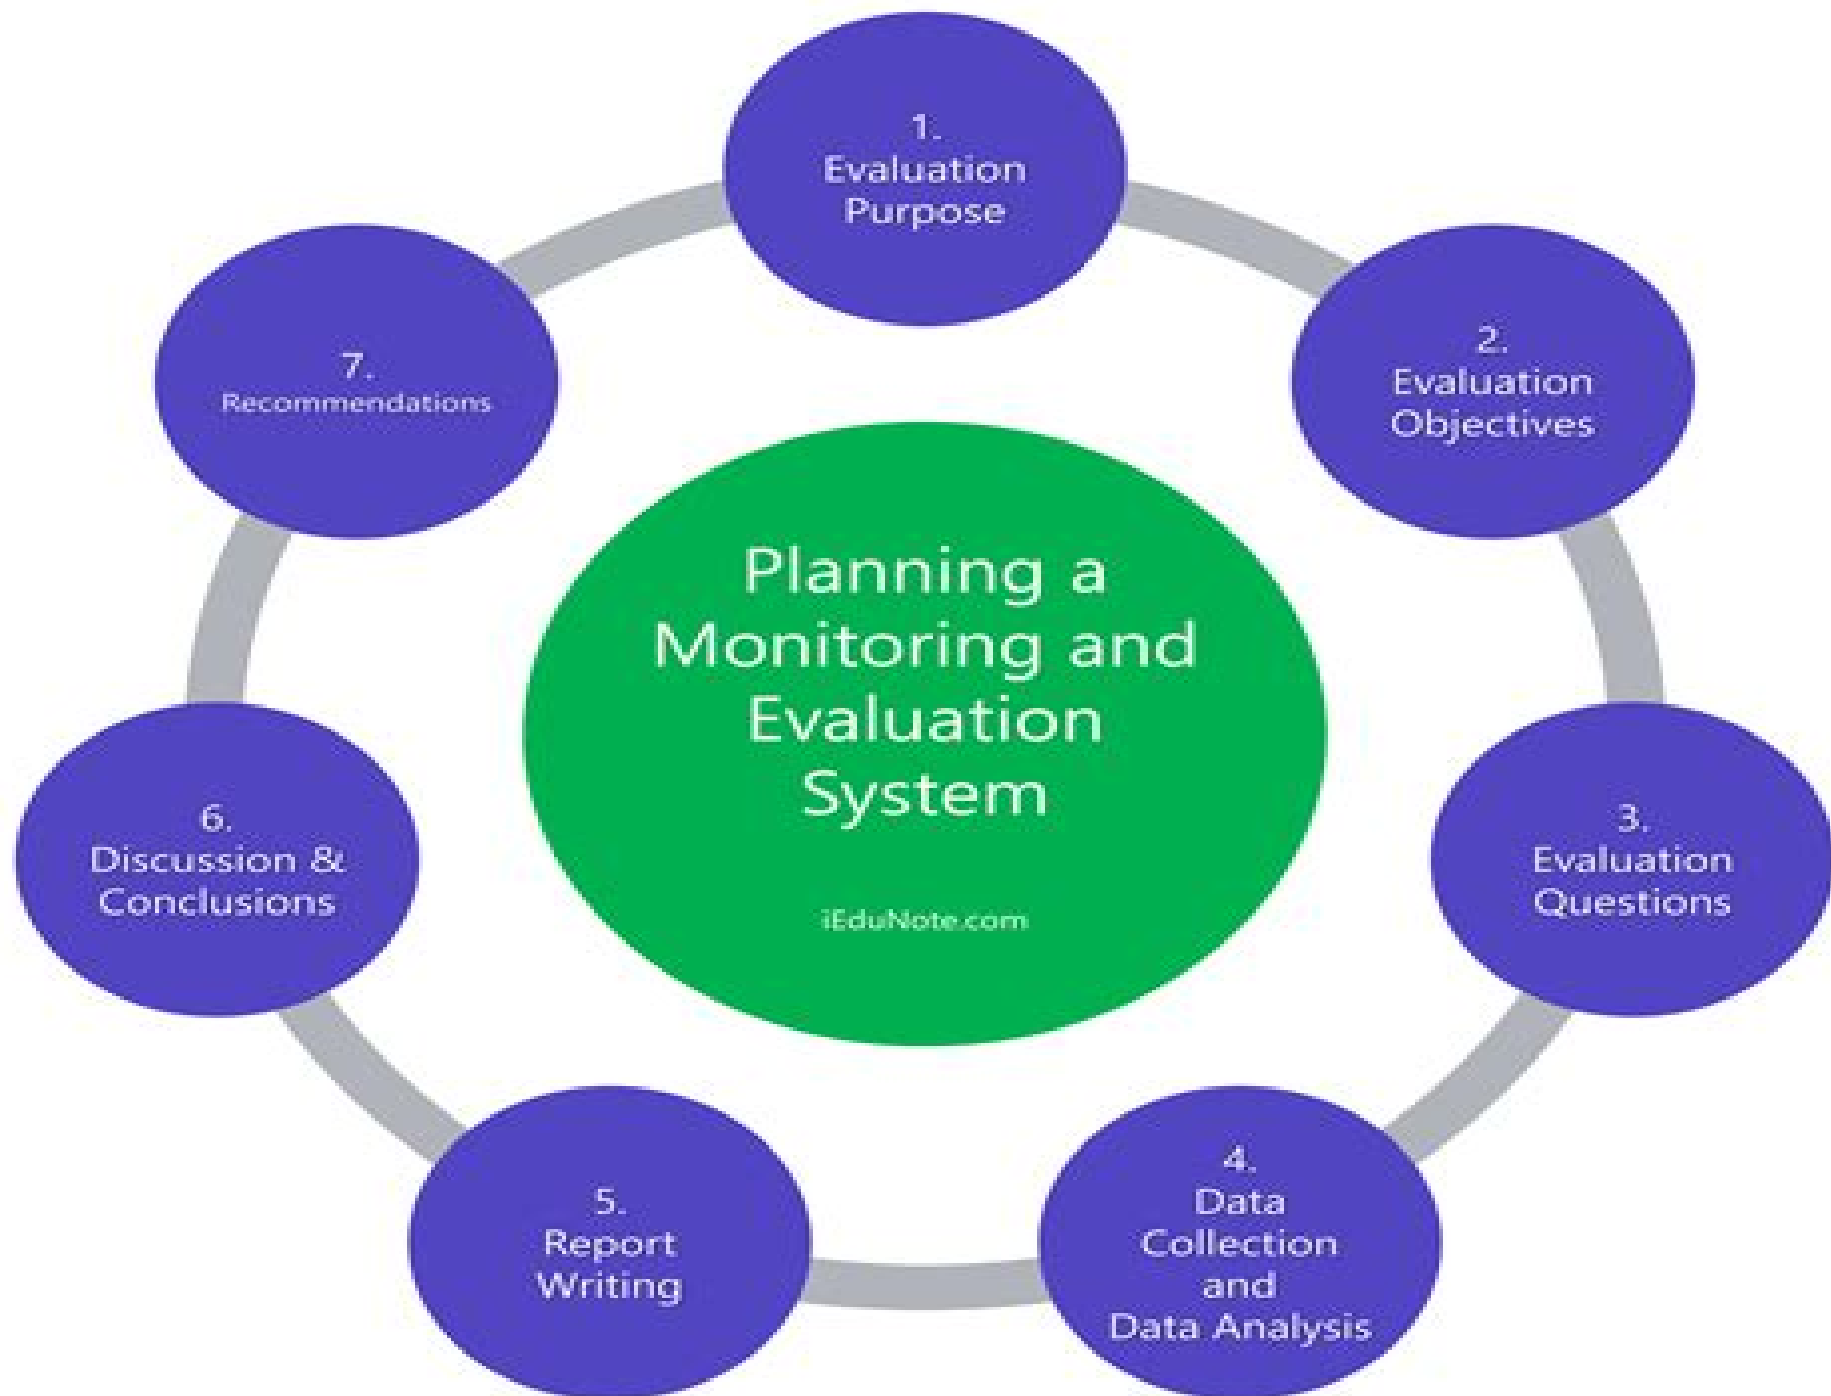 1.
Evaluation
Purpose
2.
Evaluation
Objectives
3.
Evaluation
Questions
4.
Data
Collection
and
Data Analysis
5.
Report
Writing
6.
Discussion &
Conclusions
7.
Recommendations
Planning a
Monitoring and
Evaluation
System
iEduNote.com